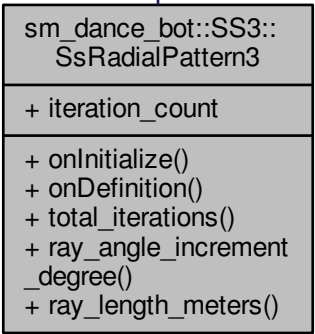 sm_dance_bot::SS3::
SsRadialPattern3
+ iteration_count
+ onInitialize()
+ onDefinition()
+ total_iterations()
+ ray_angle_increment
_degree()
+ ray_length_meters()